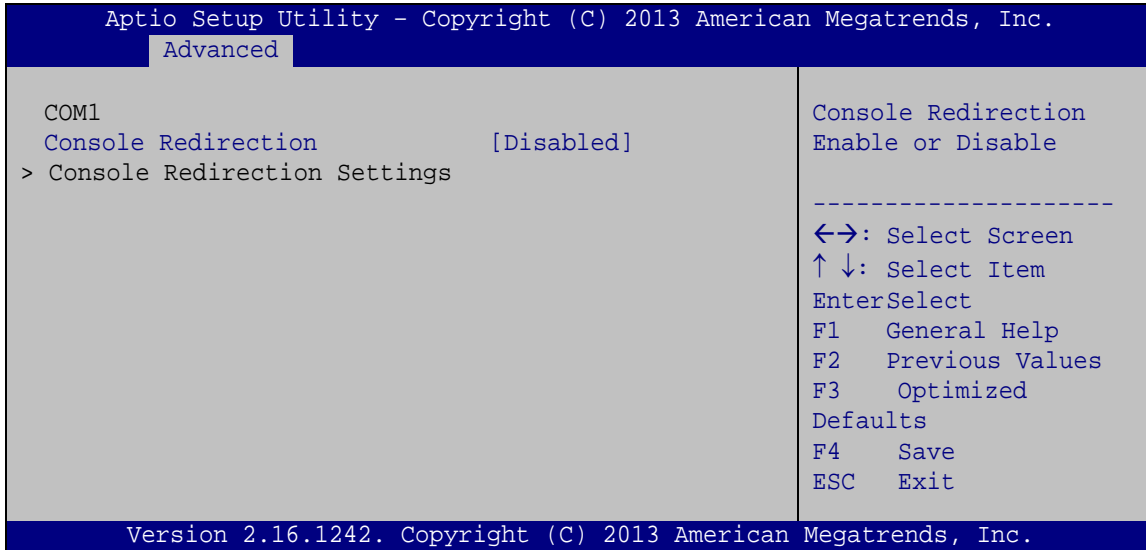 Aptio Setup Utility – Copyright (C) 2013 American Megatrends, Inc.
Advanced
COM1
Console Redirection [Disabled]
> Console Redirection Settings
Console Redirection
Enable or Disable
---------------------
←→: Select Screen
↑ ↓: Select Item
EnterSelect
F1 General Help
F2 Previous Values
F3 Optimized
Defaults
F4 Save
ESC Exit
Version 2.16.1242. Copyright (C) 2013 American Megatrends, Inc.